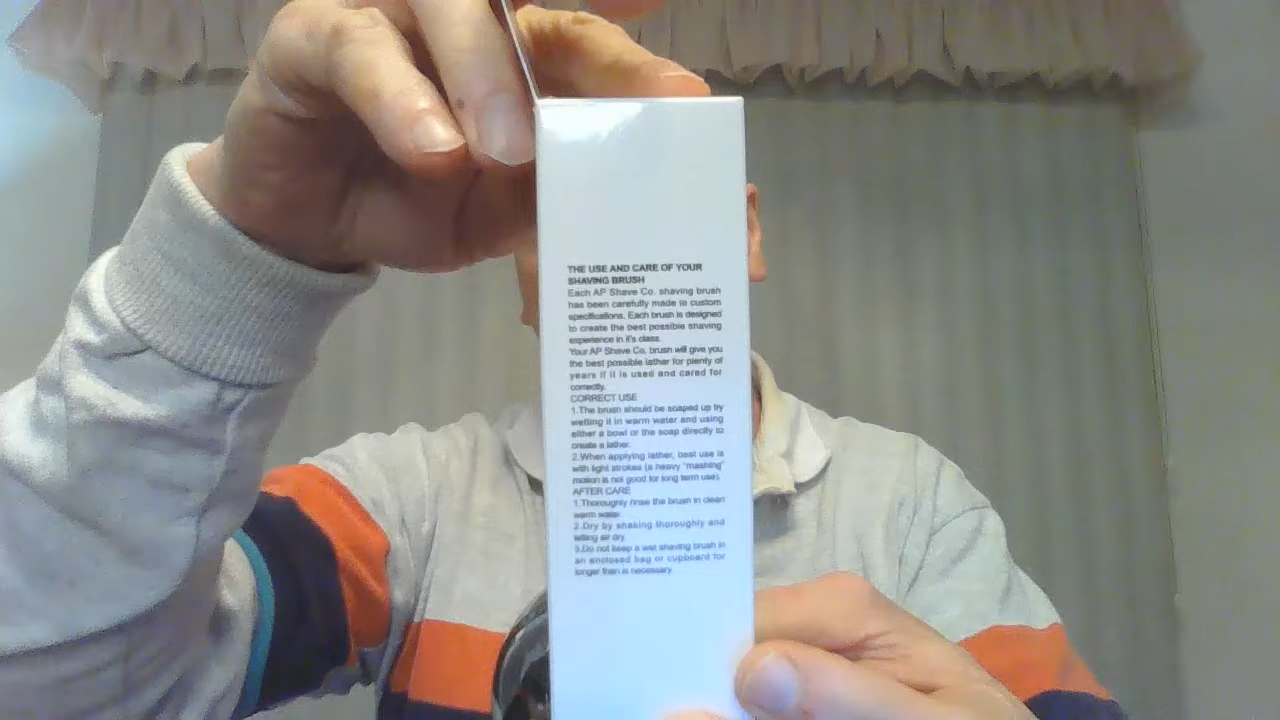 THE USE AND CARE OF YOUR
SHAVING BRUSH
Each AP Shave Co. shaving brush
has been carefully made to custom
specifications. Each brush is designed
to create the best possible shaving
experience in it's class.
Your AP Shave Co. brush will give you
the best possible lather for plenty of
years if it is used and cared for
correctly.
CORRECT USE
1.The brush should be soaped up by
wetting it in warm water and using
either a bowl or the soap directly to
create a lather.
2.When applying lather, best use is
with light strokes (a heavy "mashing"
motion is not good for long term use).
AFTER CARE
1.Thoroughly rinse the brush in clean
warm water.
2.Dry by shaking thoroughly and
letting air dry.
3.Do not keep a wet shaving brush in
an enclosed bag or cupboard for
longer than is necessary.